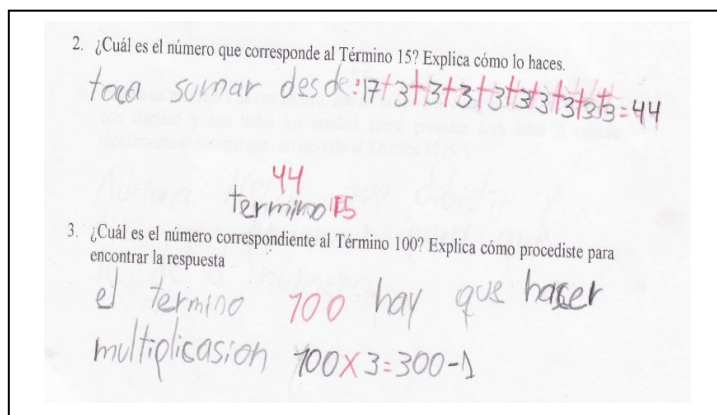 2. ¿Cuál es el número que corresponde al Término 15? Explica cómo lo haces.
toca sumar desde:17+3+3+3+3+3+3+3+3+3=44
44
termino 15
3. ¿Cuál es el número correspondiente al Término 100? Explica cómo procediste para
encontrar la respuesta
el termino 100 hay que hacer
multiplicasion 100x3=300-1